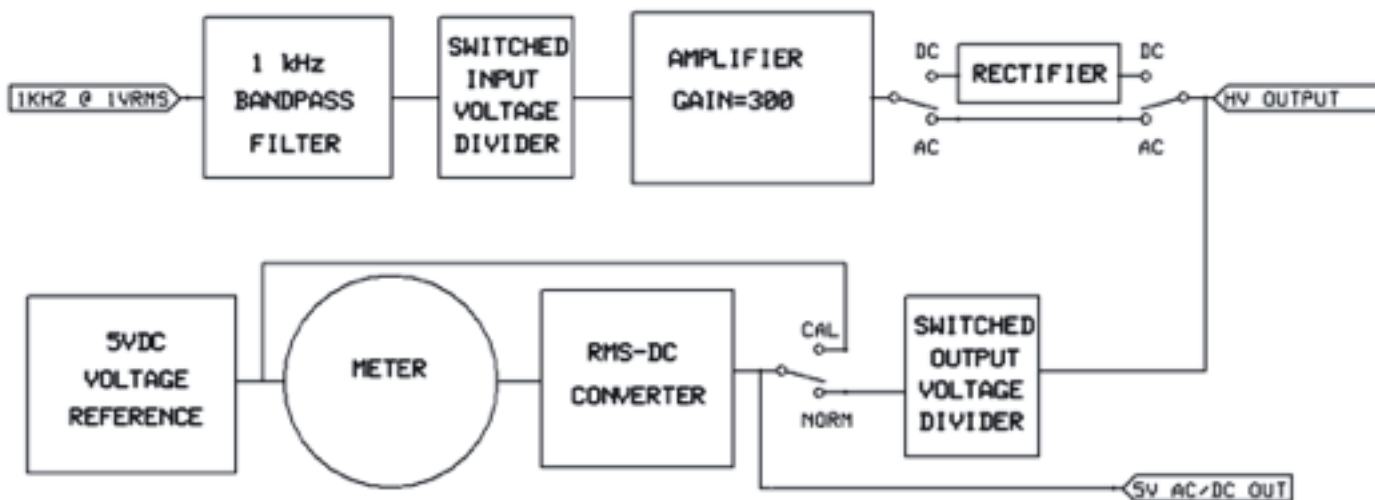 1KHZ @ 1VRMS
1 kHz
BANDPASS
FILTER
SWITCHED
INPUT
VOLTAGE
DIVIDER
AMPLIFIER
GAIN=300
DC
RECTIFIER
DC
AC
AC
HV OUTPUT
5VDC
VOLTAGE
REFERENCE
METER
RMS-DC
CONVERTER
CAL
NORM
SWITCHED
OUTPUT
VOLTAGE
DIVIDER
5V AC/DC OUT